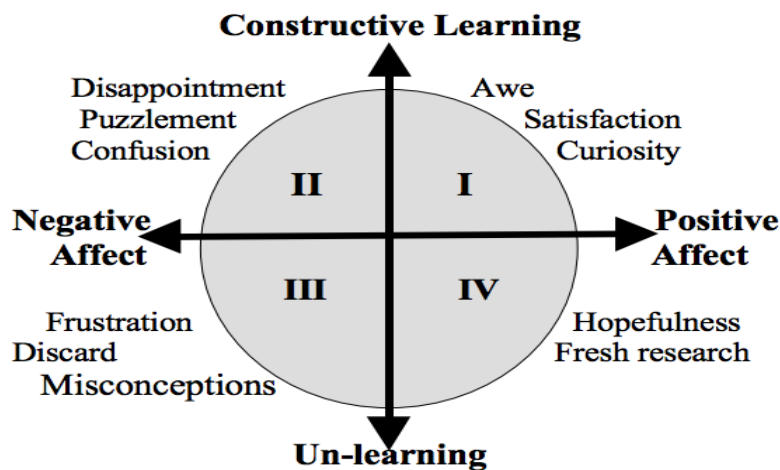 Constructive Learning
Disappointment
Puzzlement
Confusion
Awe
Satisfaction
Curiosity
II
I
Negative
Affect
Positive
Affect
III
IV
Frustration
Discard
Misconceptions
Hopefulness
Fresh research
Un-learning